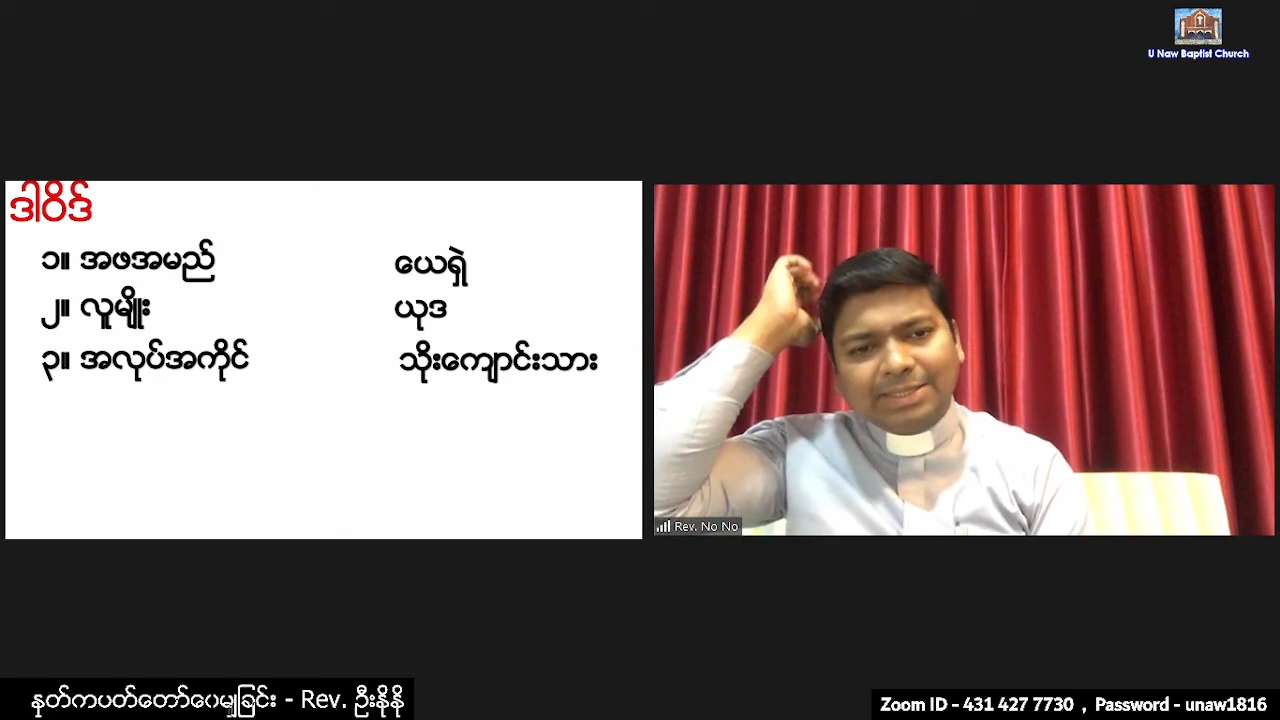 U Naw Baptist Church
ဒါဝိဒ်
၁။ အဖအမည် ယေရှဲ
၂။ လူမျိုး ယုဒ
၃။ အလုပ်အကိုင် သိုးကျောင်းသား
Rev. No No
နှုတ်ကပတ်တော်ဝေမျှခြင်း - Rev. ဦးနိုနို
Zoom ID - 431 427 7730 , Password - unaw1816